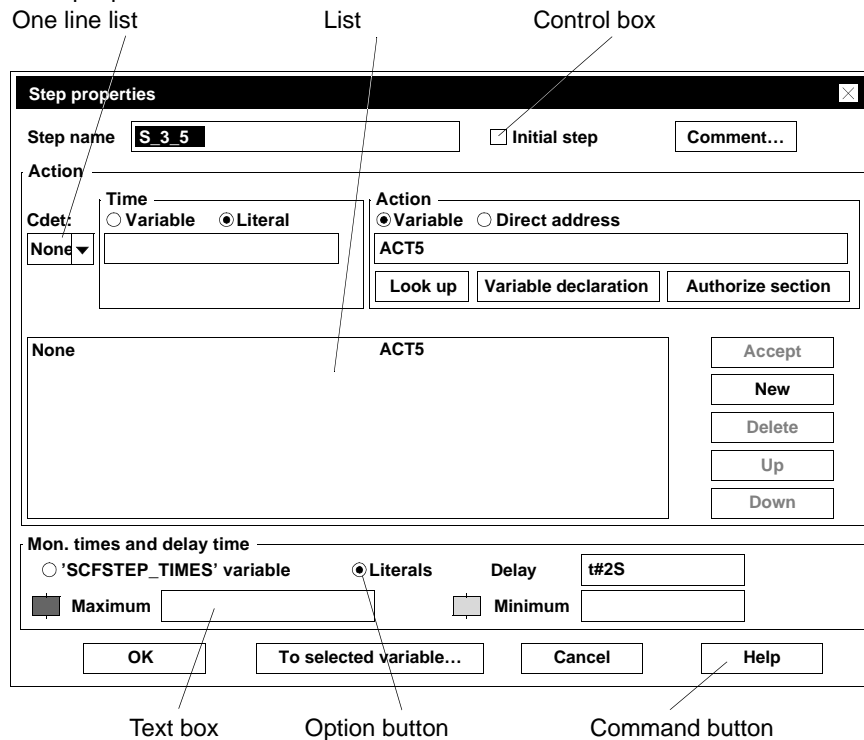 One line list List Control box
Step properties
Step name S_3_5 Initial step Comment...
Action
Time Action
Cdet: Variable Literal Variable Direct address
None ACT5
Look up Variable declaration Authorize section
None ACT5 Accept
New
Delete
Up
Down
Mon. times and delay time
'SCFSTEP_TIMES' variable Literals Delay t#2S
Maximum Minimum
OK To selected variable... Cancel Help
Text box Option button Command button